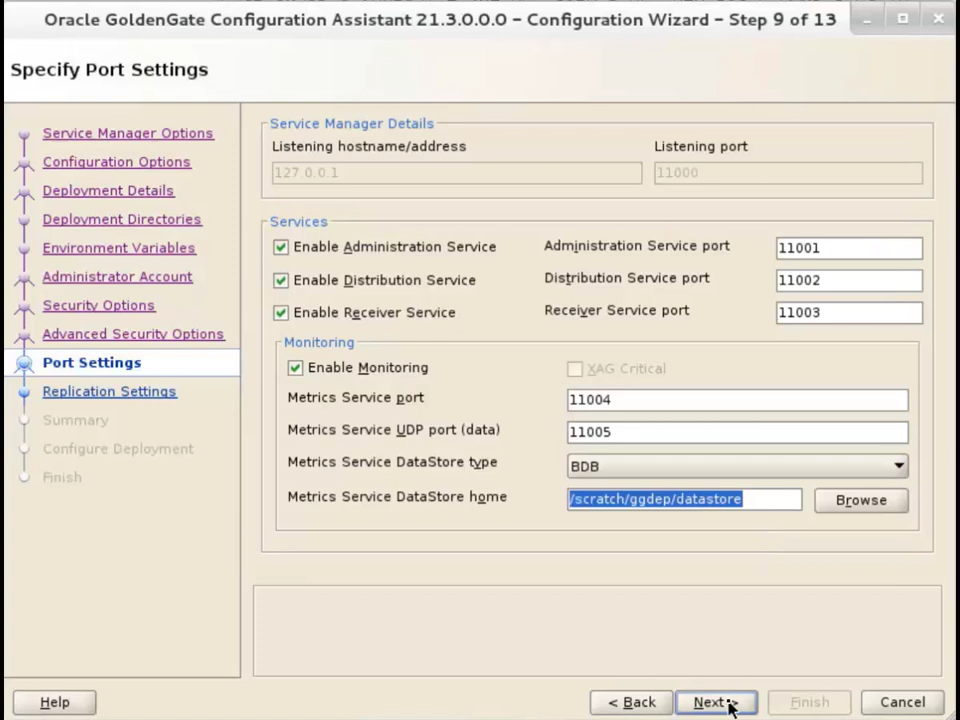 Oracle GoldenGate Configuration Assistant 21.3.0.0.0 – Configuration Wizard – Step 9 of 13
Specify Port Settings
Service Manager Options
Configuration Options
Deployment Details
Deployment Directories
Environment Variables
Administrator Account
Security Options
Advanced Security Options
Port Settings
Replication Settings
Summary
Configure Deployment
Finish
Service Manager Details
Listening hostname/address Listening port
127.0.0.1 11000
Services
Enable Administration Service Administration Service port 11001
Enable Distribution Service Distribution Service port 11002
Enable Receiver Service Receiver Service port 11003
Monitoring
Enable Monitoring XAG Critical
Metrics Service port 11004
Metrics Service UDP port (data) 11005
Metrics Service DataStore type BDB
Metrics Service DataStore home /scratch/ggdep/datastore Browse
Help < Back Next > Finish Cancel